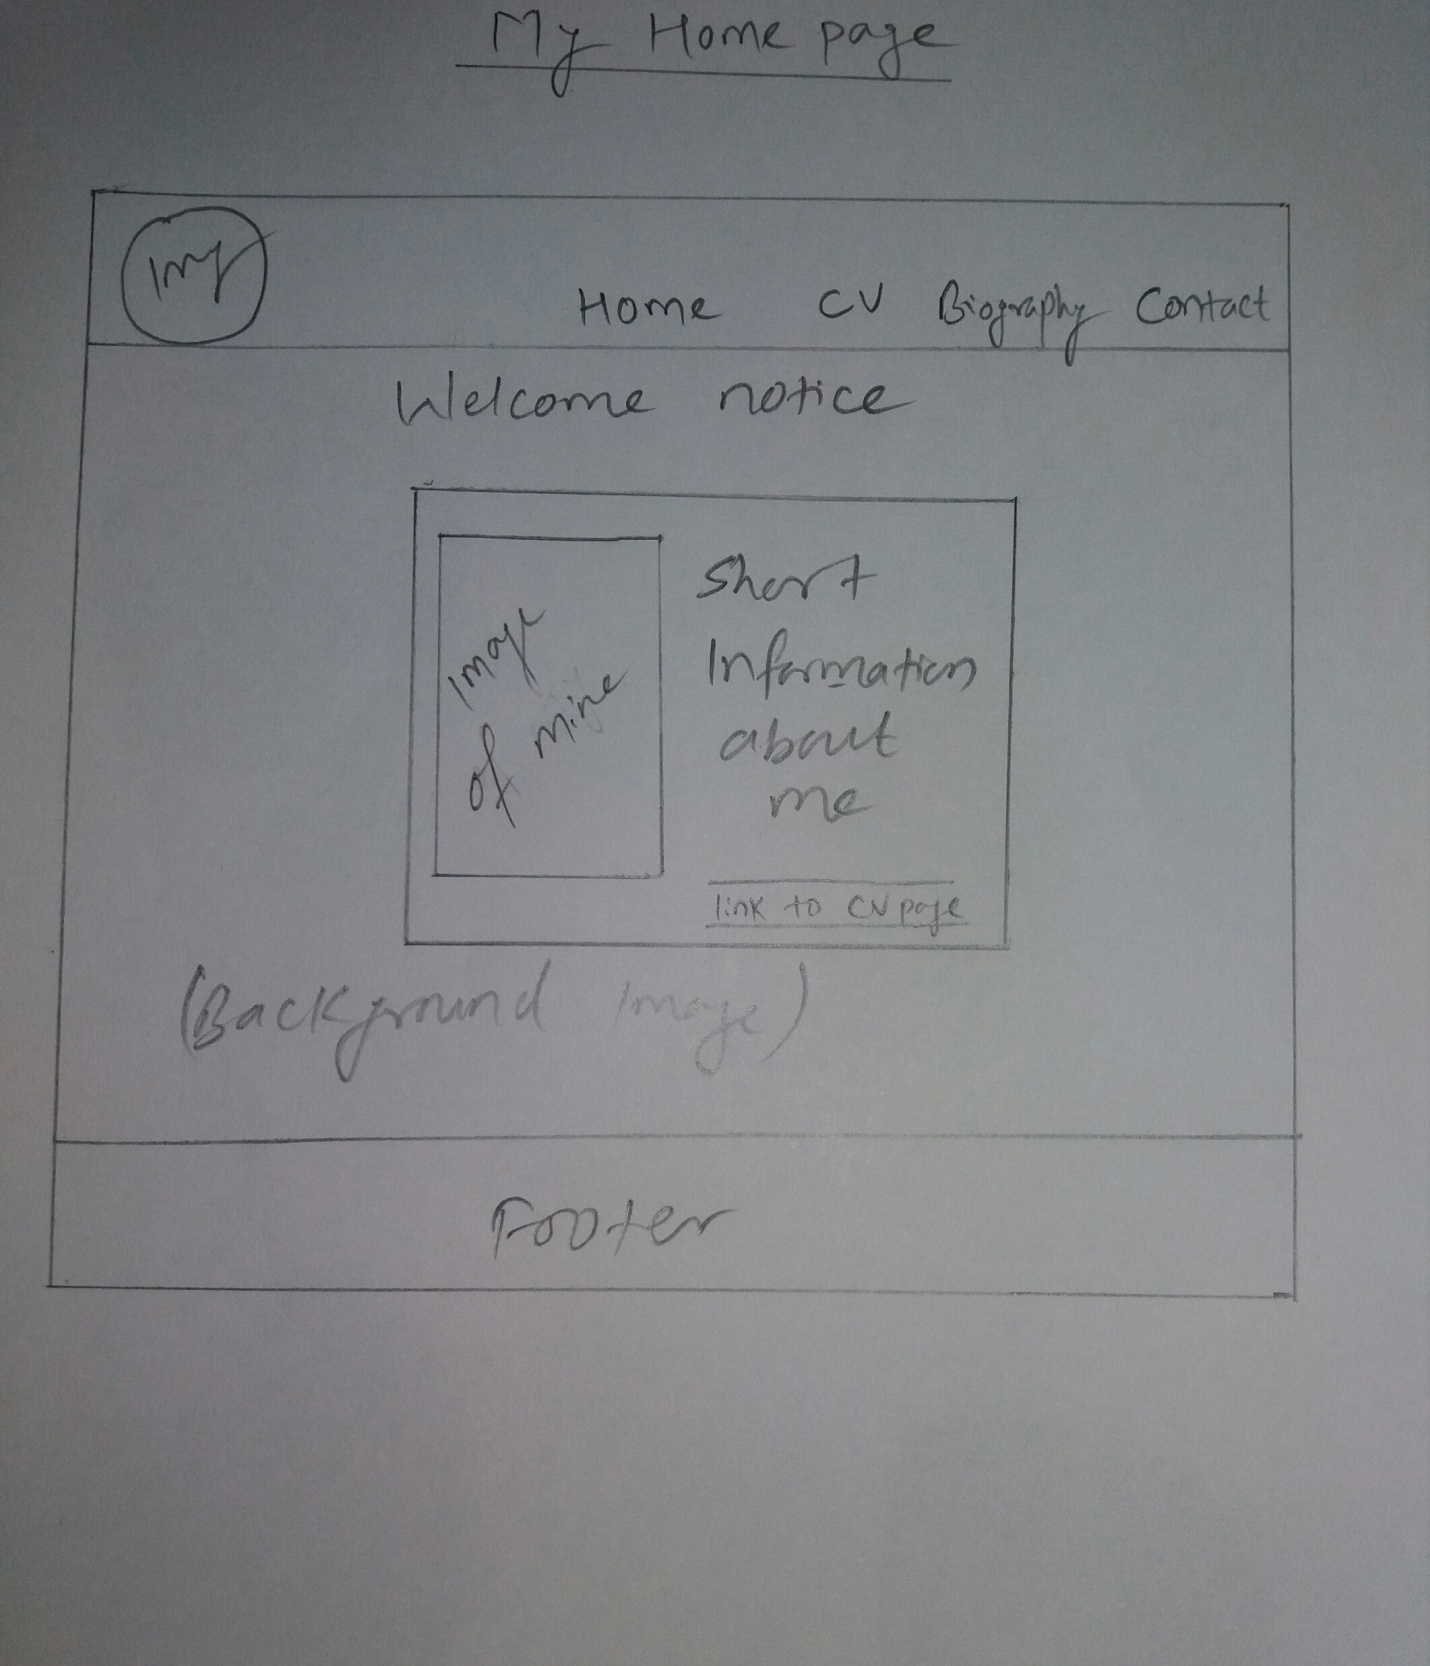 My Home page
Img
Home CV Biography Contact
Welcome notice
Image
of mine
Short
Information
about
me
link to CV page
(Background Image)
Footer